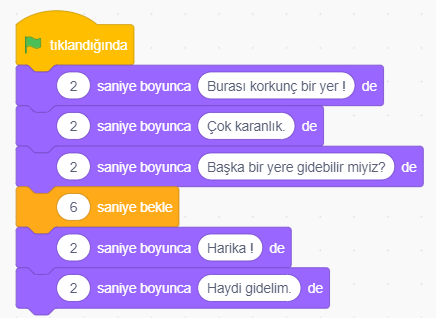 tıklandığında
2 saniye boyunca Burası korkunç bir yer ! de
2 saniye boyunca Çok karanlık. de
2 saniye boyunca Başka bir yere gidebilir miyiz? de
6 saniye bekle
2 saniye boyunca Harika ! de
2 saniye boyunca Haydi gidelim. de